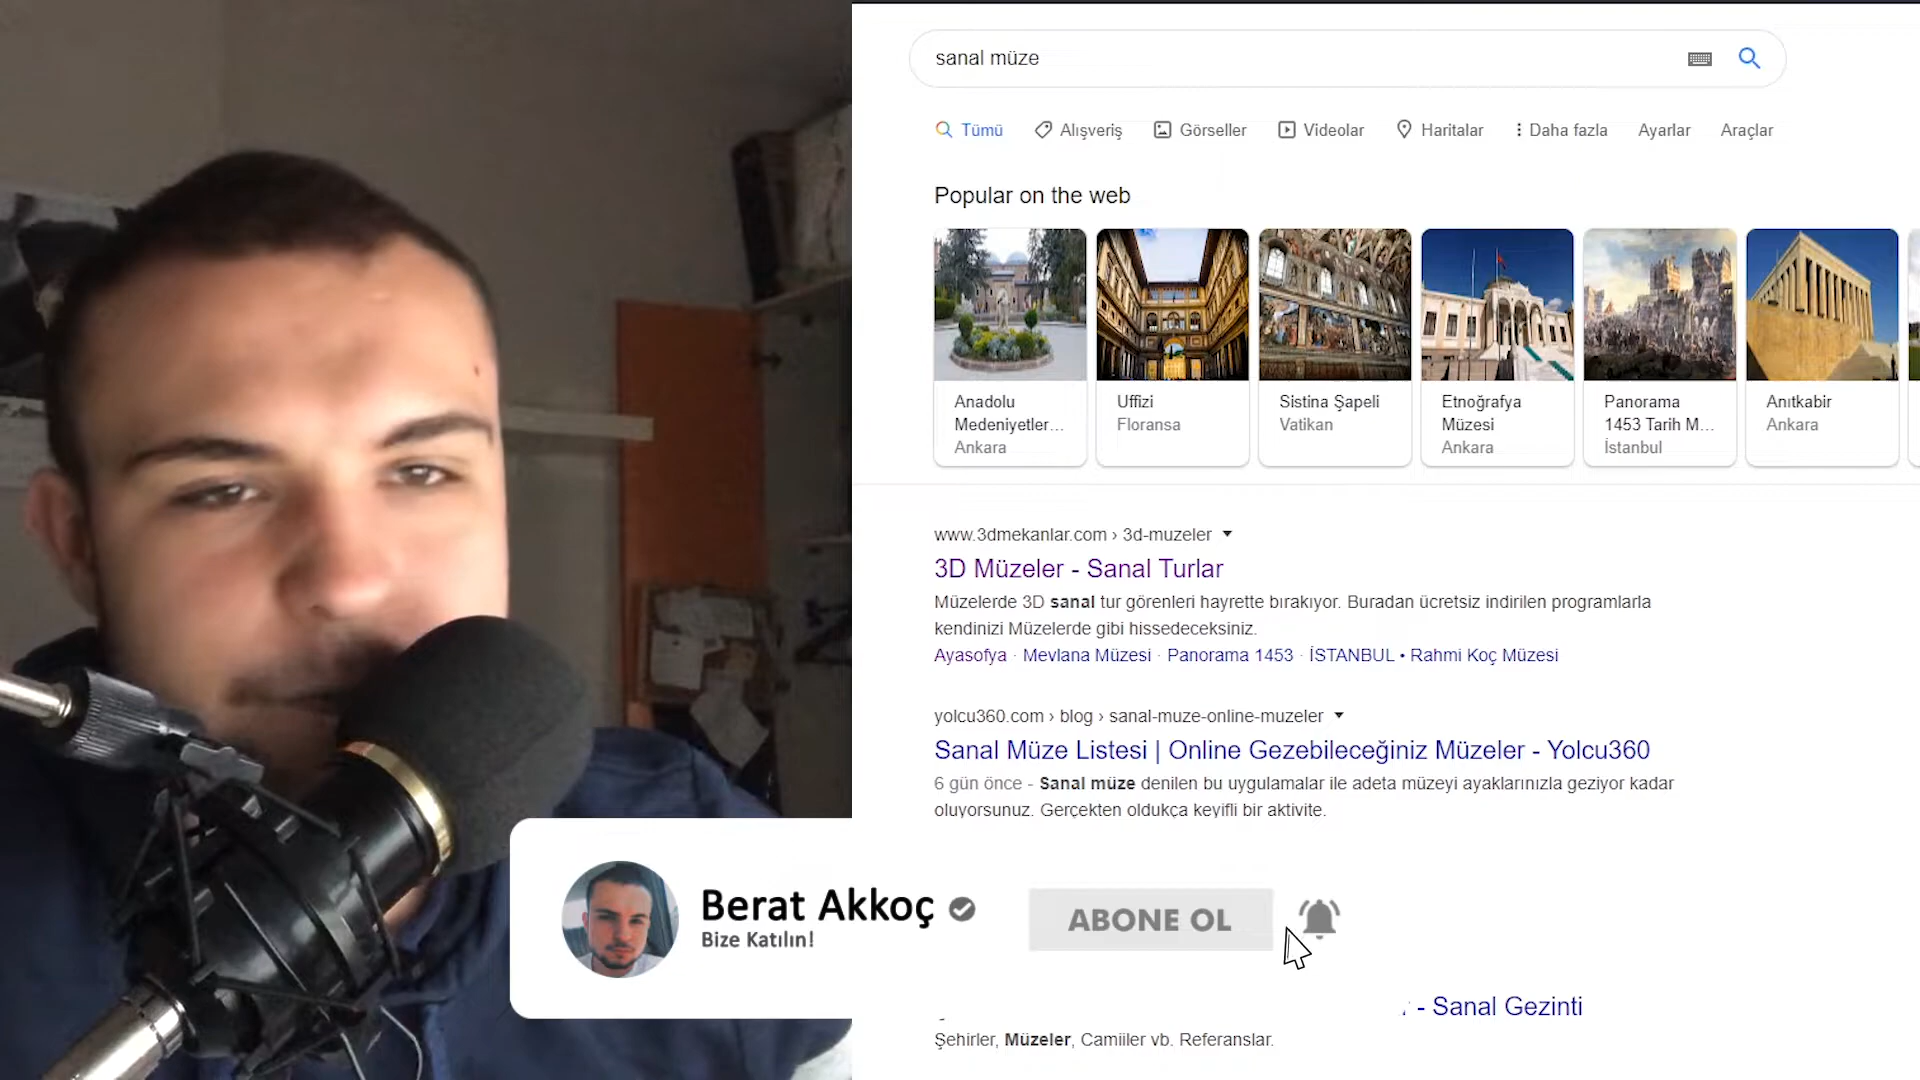 sanal müze
Tümü Alışveriş Görseller Videolar Haritalar Daha fazla Ayarlar Araçlar
Popular on the web
Anadolu
Medeniyetler...
Ankara
Uffizi
Floransa
Sistina Şapeli
Vatikan
Etnoğrafya
Müzesi
Ankara
Panorama
1453 Tarih M...
İstanbul
Anıtkabir
Ankara
www.3dmekanlar.com › 3d-muzeler
3D Müzeler - Sanal Turlar
Müzelerde 3D sanal tur görenleri hayrette bırakıyor. Buradan ücretsiz indirilen programlarla
kendinizi Müzelerde gibi hissedeceksiniz.
Ayasofya · Mevlana Müzesi · Panorama 1453 · İSTANBUL • Rahmi Koç Müzesi
yolcu360.com › blog › sanal-muze-online-muzeler
Sanal Müze Listesi | Online Gezebileceğiniz Müzeler - Yolcu360
6 gün önce - Sanal müze denilen bu uygulamalar ile adeta müzeyi ayaklarınızla geziyor kadar
oluyorsunuz. Gerçekten oldukça keyifli bir aktivite.
Berat Akkoç
Bize Katılın!
ABONE OL
- Sanal Gezinti
Şehirler, Müzeler, Camiiler vb. Referanslar.